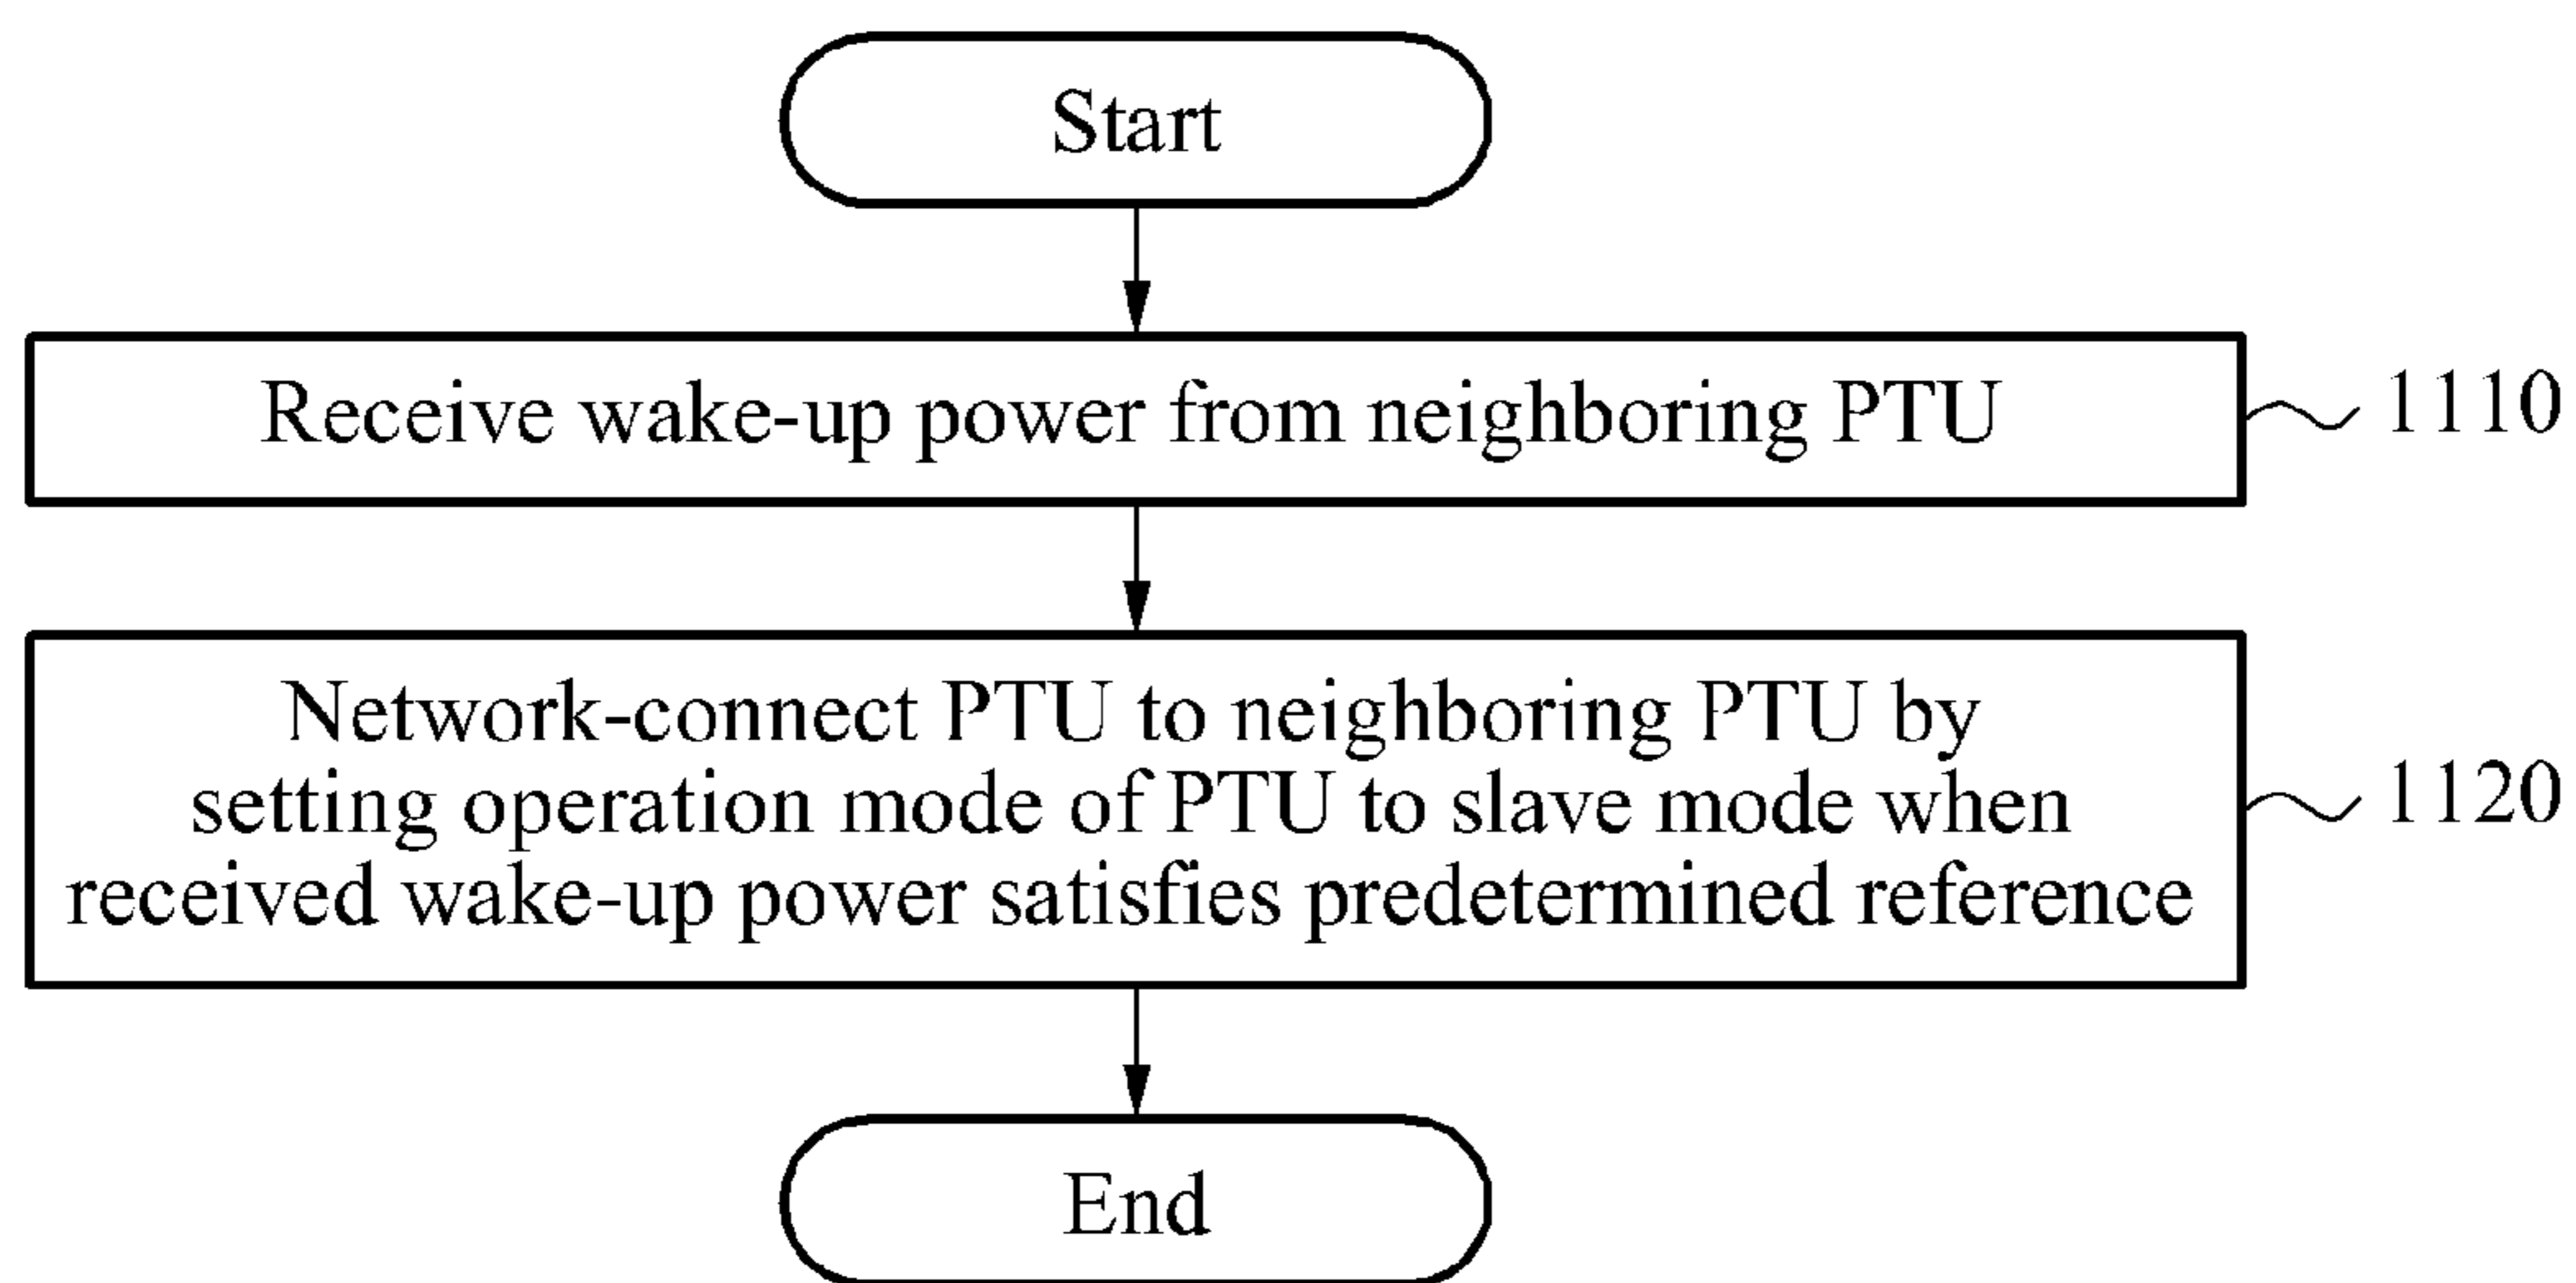 Start
Receive wake-up power from neighboring PTU
1110
Network-connect PTU to neighboring PTU by
setting operation mode of PTU to slave mode when
received wake-up power satisfies predetermined reference
1120
End